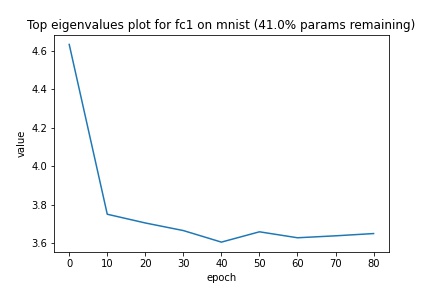 Top eigenvalues plot for fc1 on mnist (41.0% params remaining)
4.6
4.4
4.2
4.0
3.8
3.6
value
0 10 20 30 40 50 60 70 80
epoch